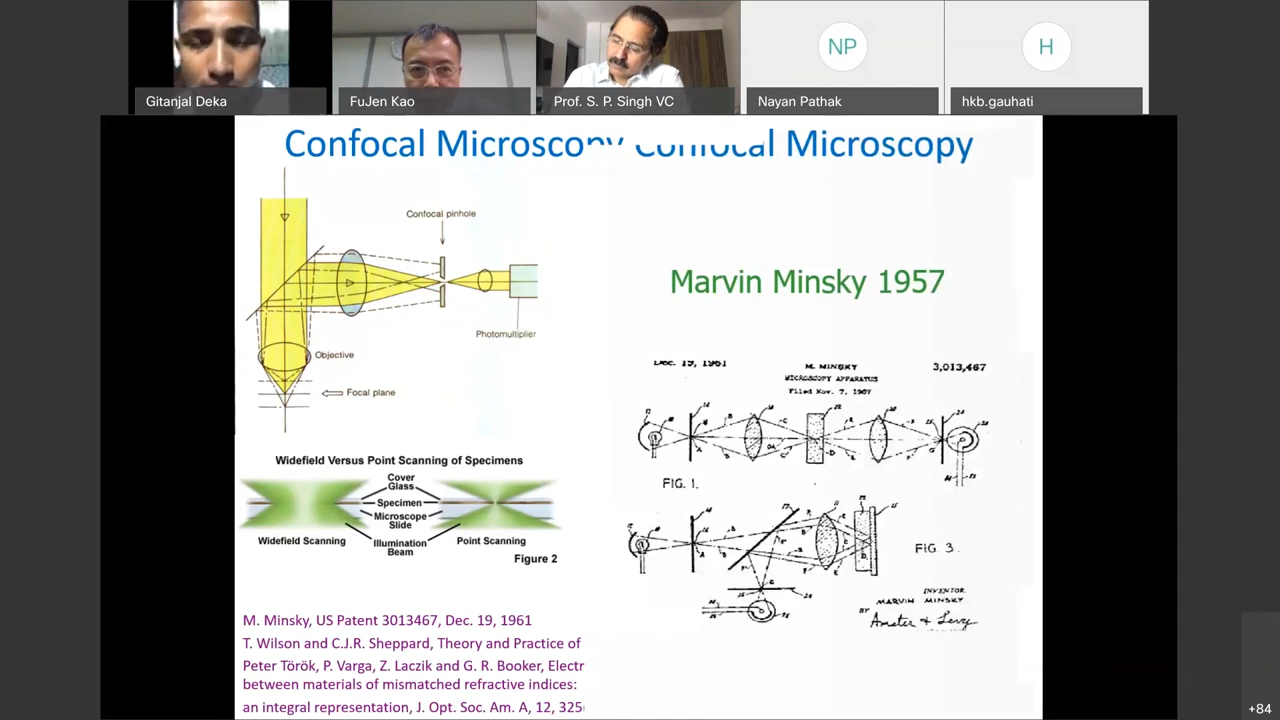 NP
H
Gitanjal Deka
FuJen Kao
Prof. S. P. Singh VC
Nayan Pathak
hkb.gauhati
Confocal Microscopy Confocal Microscopy
Confocal pinhole
Photomultiplier
Objective
Focal plane
Marvin Minsky 1957
Dec. 19, 1961
M. MINSKY
3,013,467
MICROSCOPY APPARATUS
Filed Nov. 7, 1957
FIG. 1.
FIG. 3.
INVENTOR
MARVIN MINSKY
BY
Widefield Versus Point Scanning of Specimens
Cover
Glass
Specimen
Microscope
Slide
Widefield Scanning
Illumination
Beam
Point Scanning
Figure 2
M. Minsky, US Patent 3013467, Dec. 19, 1961
T. Wilson and C.J.R. Sheppard, Theory and Practice of
Peter Török, P. Varga, Z. Laczik and G. R. Booker, Electr
between materials of mismatched refractive indices:
an integral representation, J. Opt. Soc. Am. A, 12, 325
+84